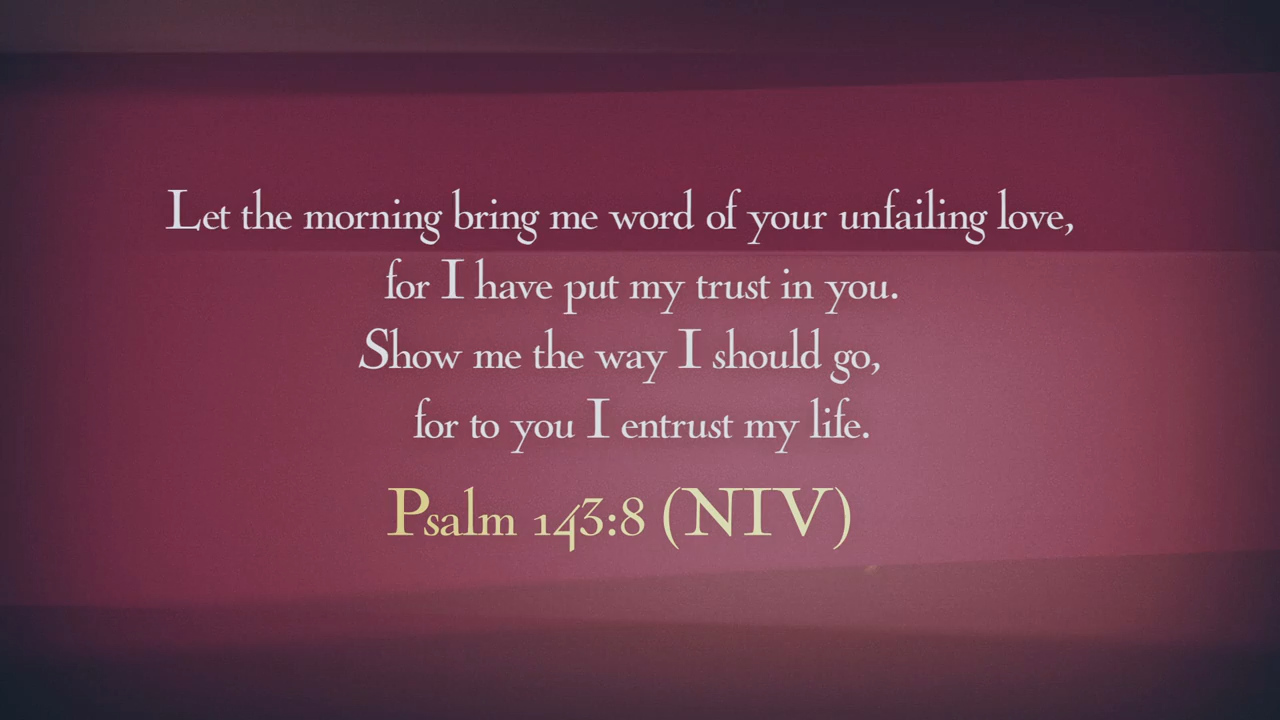 Let the morning bring me word of your unfailing love,
for I have put my trust in you.
Show me the way I should go,
for to you I entrust my life.
Psalm 143:8 (NIV)